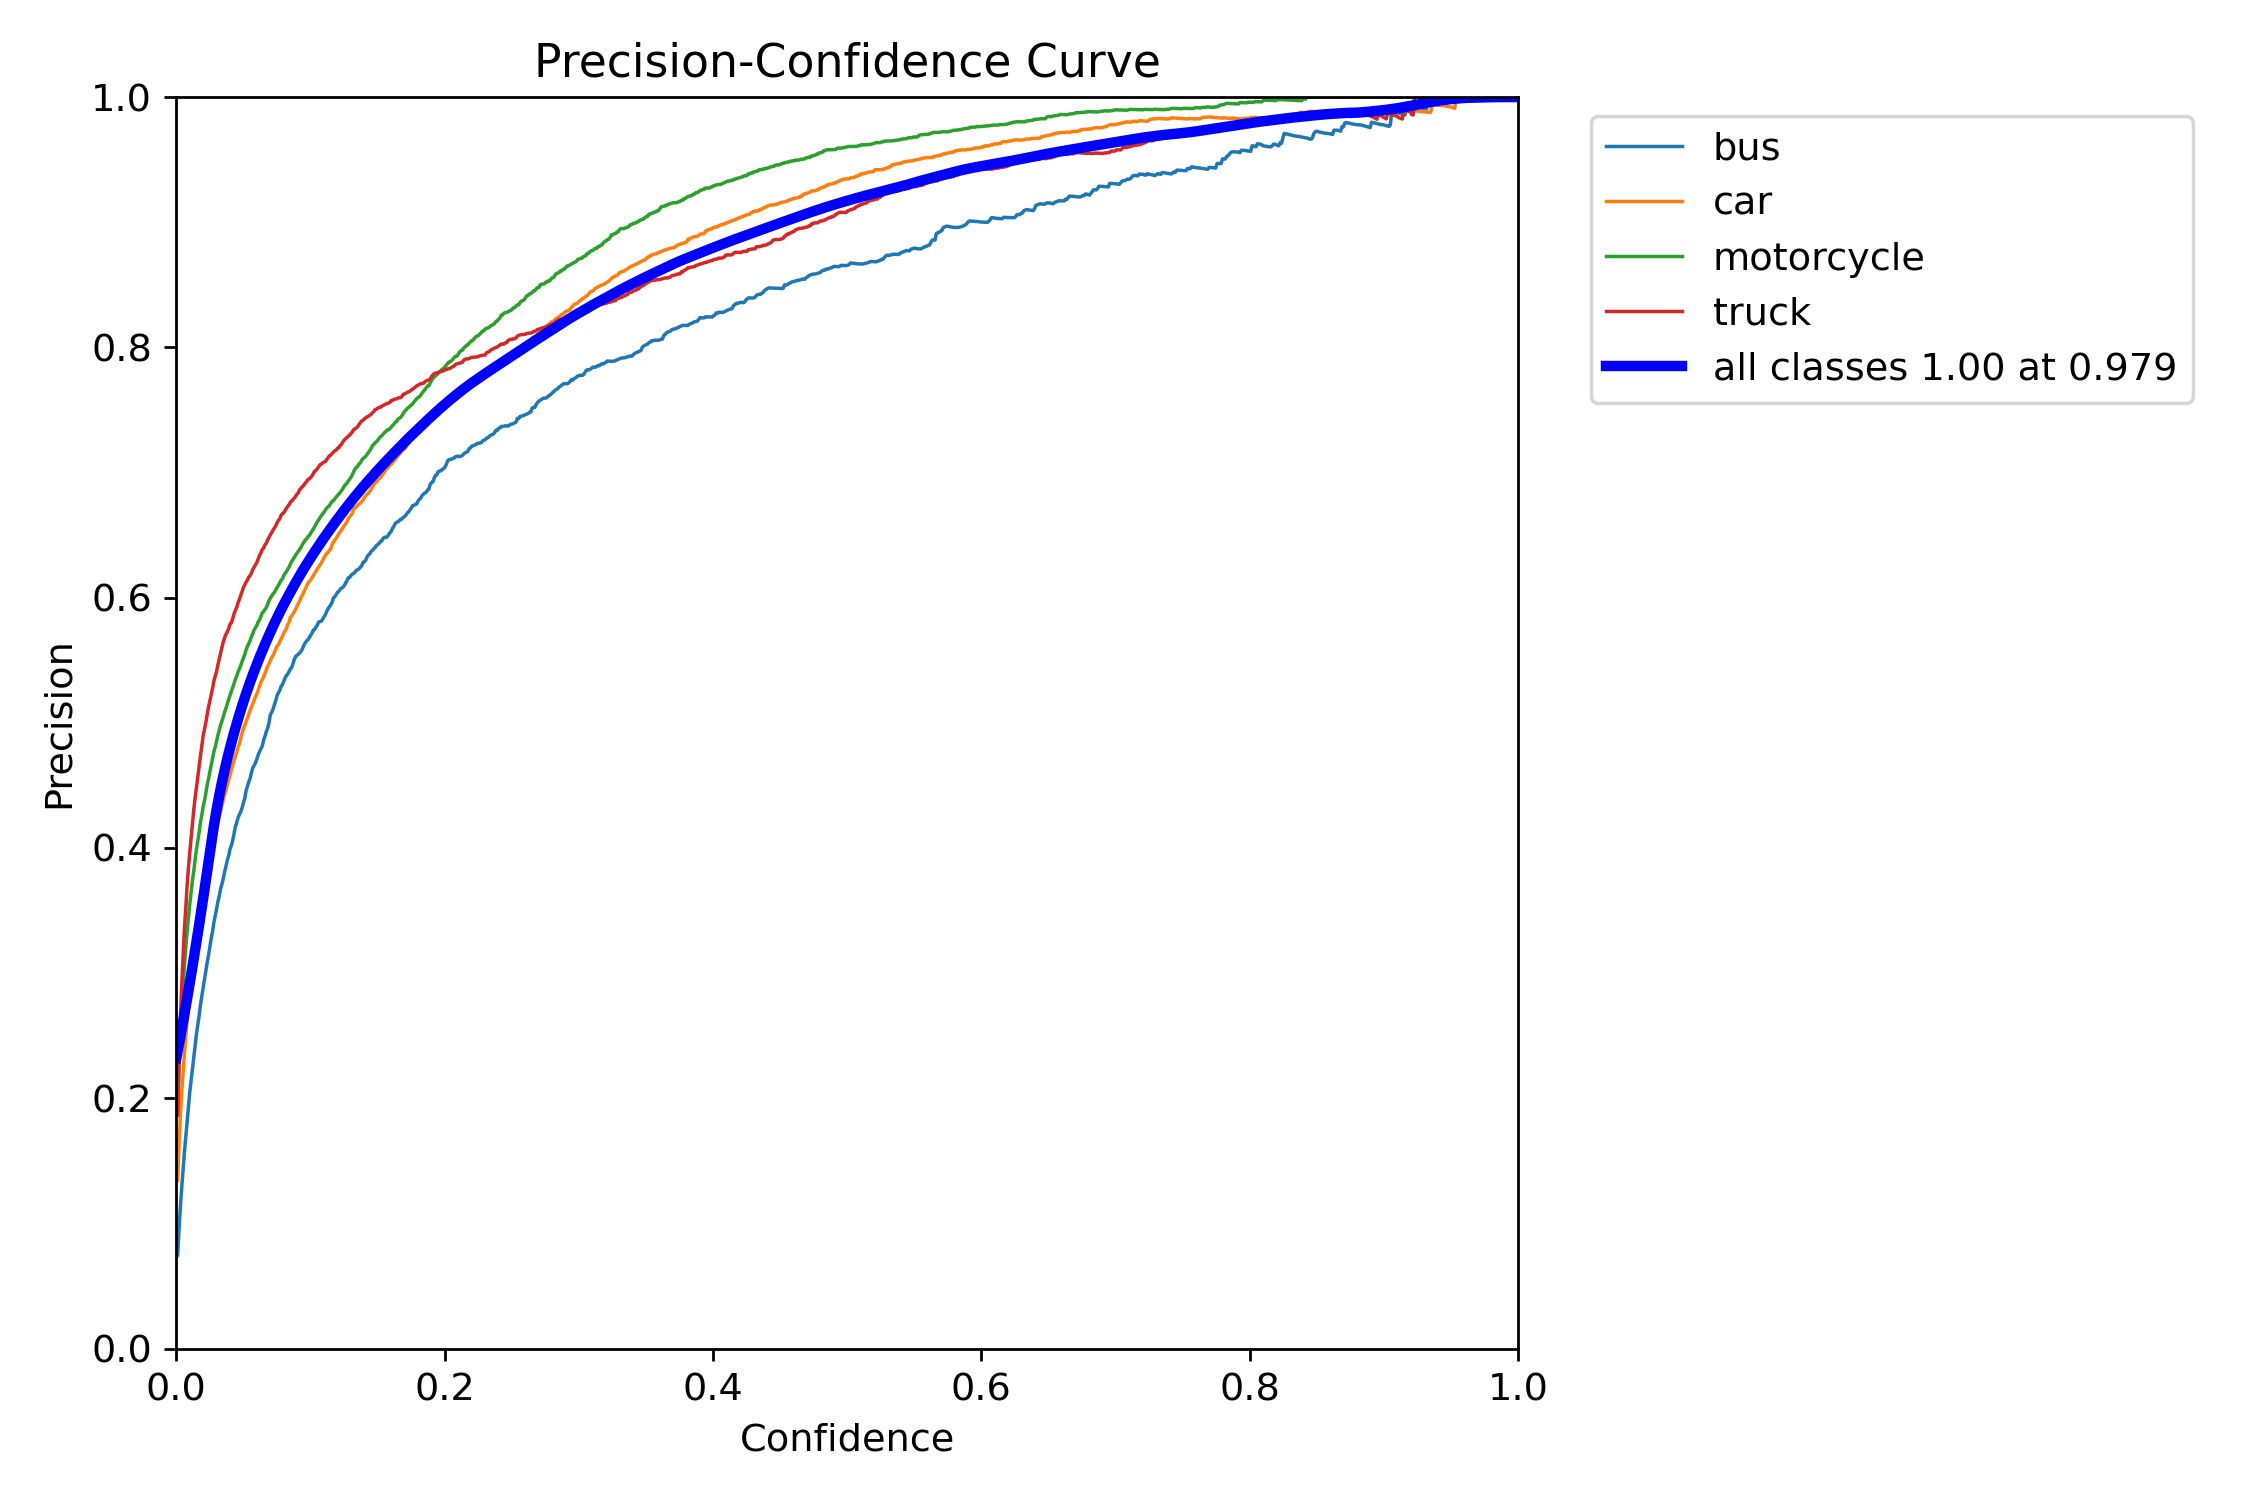 Precision-Confidence Curve
1.0
0.8
0.6
0.4
0.2
0.0
Precision
0.0 0.2 0.4 0.6 0.8 1.0
Confidence
bus
car
motorcycle
truck
all classes 1.00 at 0.979